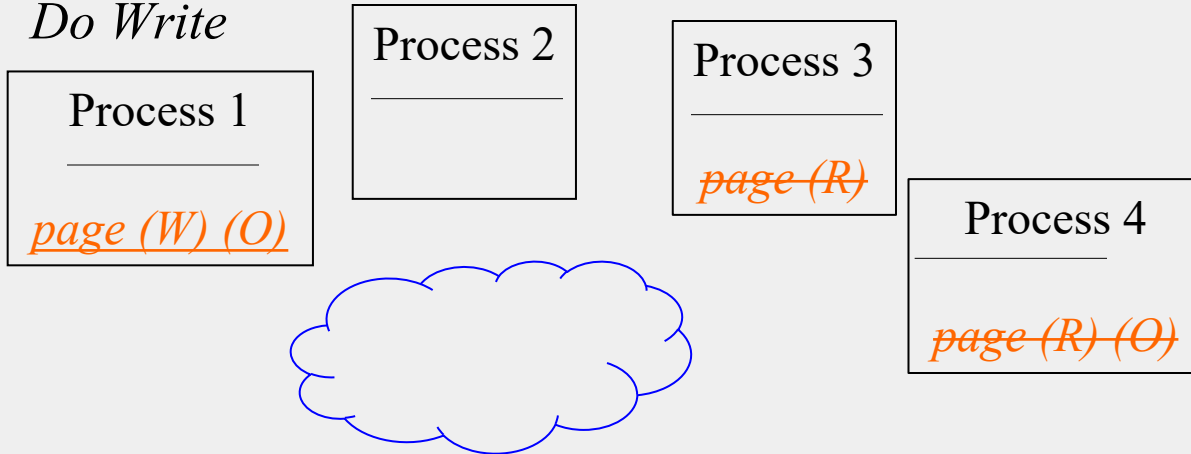 Do Write
Process 1
page (W) (O)
Process 2
Process 3
page (R)
Process 4
page (R) (O)